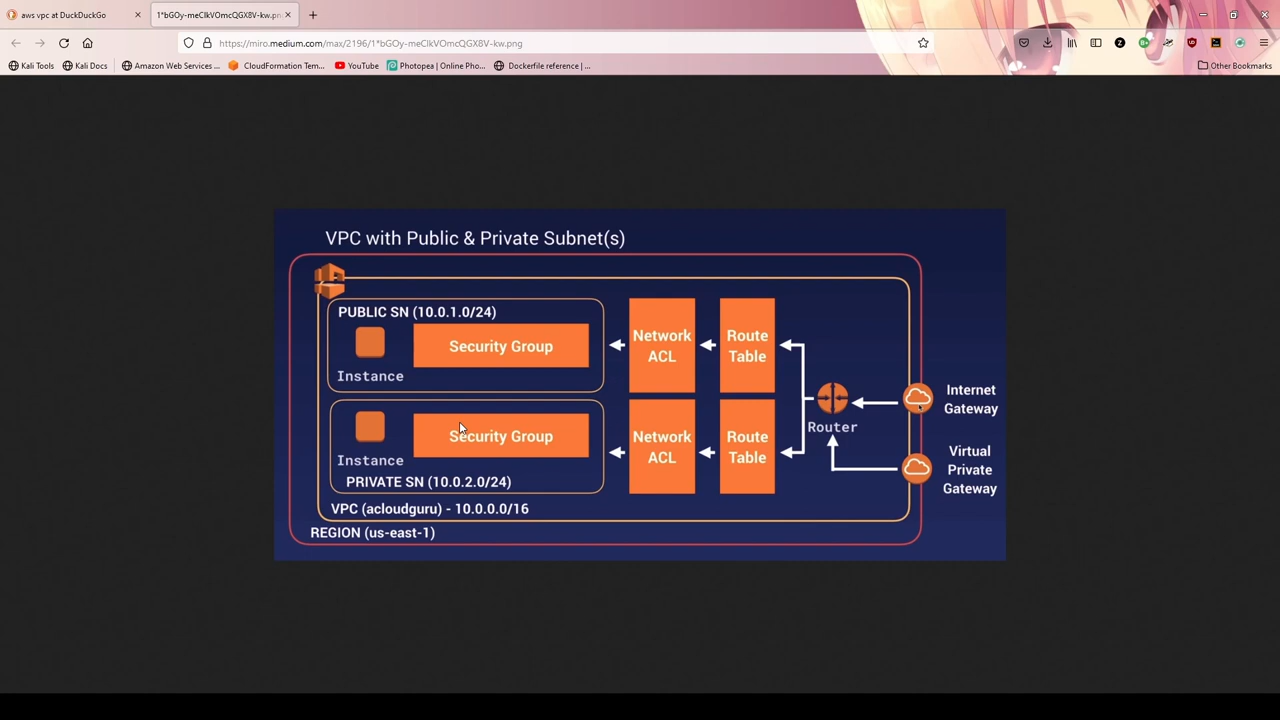 aws vpc at DuckDuckGo
1*bGOy-meClkVOmcQGX8V-kw.pn
https://miro.medium.com/max/2196/1*bGOy-meClkVOmcQGX8V-kw.png
Kali Tools
Kali Docs
Amazon Web Services ...
CloudFormation Tem...
YouTube
Photopea | Online Pho...
Dockerfile reference | ...
Other Bookmarks
VPC with Public & Private Subnet(s)
PUBLIC SN (10.0.1.0/24)
Instance
Security Group
Network
ACL
Route
Table
Instance
Security Group
PRIVATE SN (10.0.2.0/24)
Network
ACL
Route
Table
Router
Internet
Gateway
Virtual
Private
Gateway
VPC (acloudguru) - 10.0.0.0/16
REGION (us-east-1)